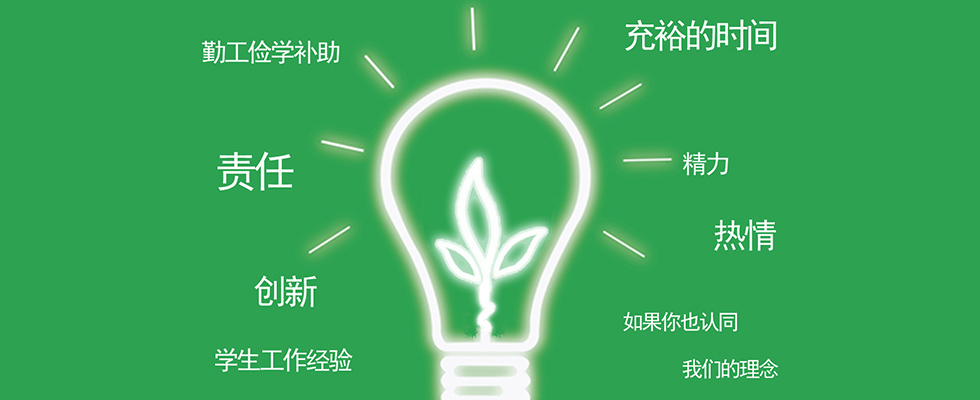 勤工俭学补助
责任
创新
学生工作经验
充裕的时间
精力
热情
如果你也认同
我们的理念